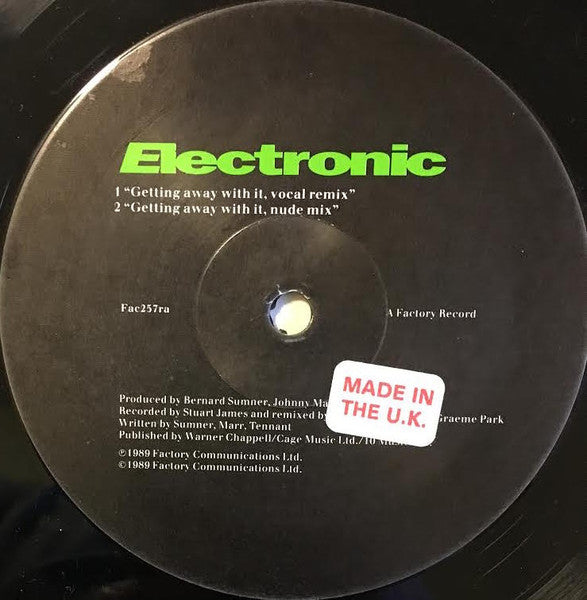 Electronic
1 “Getting away with it, vocal remix”
2 “Getting away with it, nude mix”
Fac257ra
A Factory Record
Produced by Bernard Sumner, Johnny
Recorded by Stuart James and remixed by Graeme Park
Written by Sumner, Marr, Tennant
Published by Warner Chappell/Cage Music Ltd./10
℗1989 Factory Communications Ltd.
©1989 Factory Communications Ltd.
MADE IN
THE U.K.